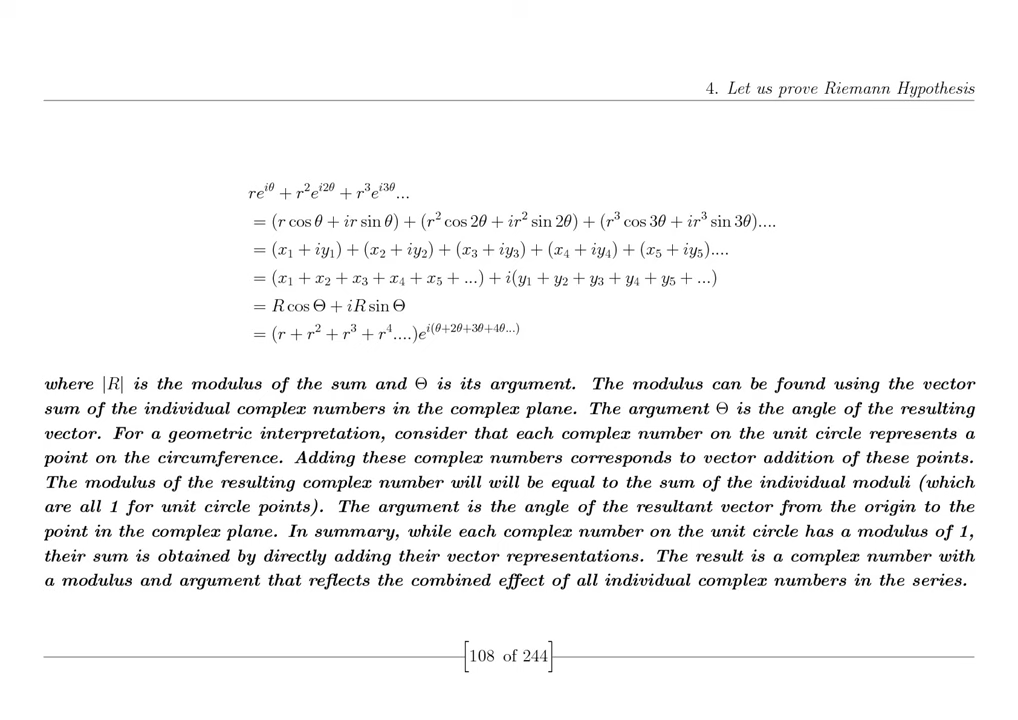 4. Let us prove Riemann Hypothesis
re^{iθ} + r^2e^{i2θ} + r^3e^{i3θ}...
= (r cos θ + ir sin θ) + (r^2 cos 2θ + ir^2 sin 2θ) + (r^3 cos 3θ + ir^3 sin 3θ)....
= (x_1 + iy_1) + (x_2 + iy_2) + (x_3 + iy_3) + (x_4 + iy_4) + (x_5 + iy_5)....
= (x_1 + x_2 + x_3 + x_4 + x_5 + ...) + i(y_1 + y_2 + y_3 + y_4 + y_5 + ...)
= R cos Θ + iR sin Θ
= (r + r^2 + r^3 + r^4....)e^{i(θ+2θ+3θ+4θ...)}
where |R| is the modulus of the sum and Θ is its argument. The modulus can be found using the vector
sum of the individual complex numbers in the complex plane. The argument Θ is the angle of the resulting
vector. For a geometric interpretation, consider that each complex number on the unit circle represents a
point on the circumference. Adding these complex numbers corresponds to vector addition of these points.
The modulus of the resulting complex number will will be equal to the sum of the individual moduli (which
are all 1 for unit circle points). The argument is the angle of the resultant vector from the origin to the
point in the complex plane. In summary, while each complex number on the unit circle has a modulus of 1,
their sum is obtained by directly adding their vector representations. The result is a complex number with
a modulus and argument that reflects the combined effect of all individual complex numbers in the series.
[108 of 244]